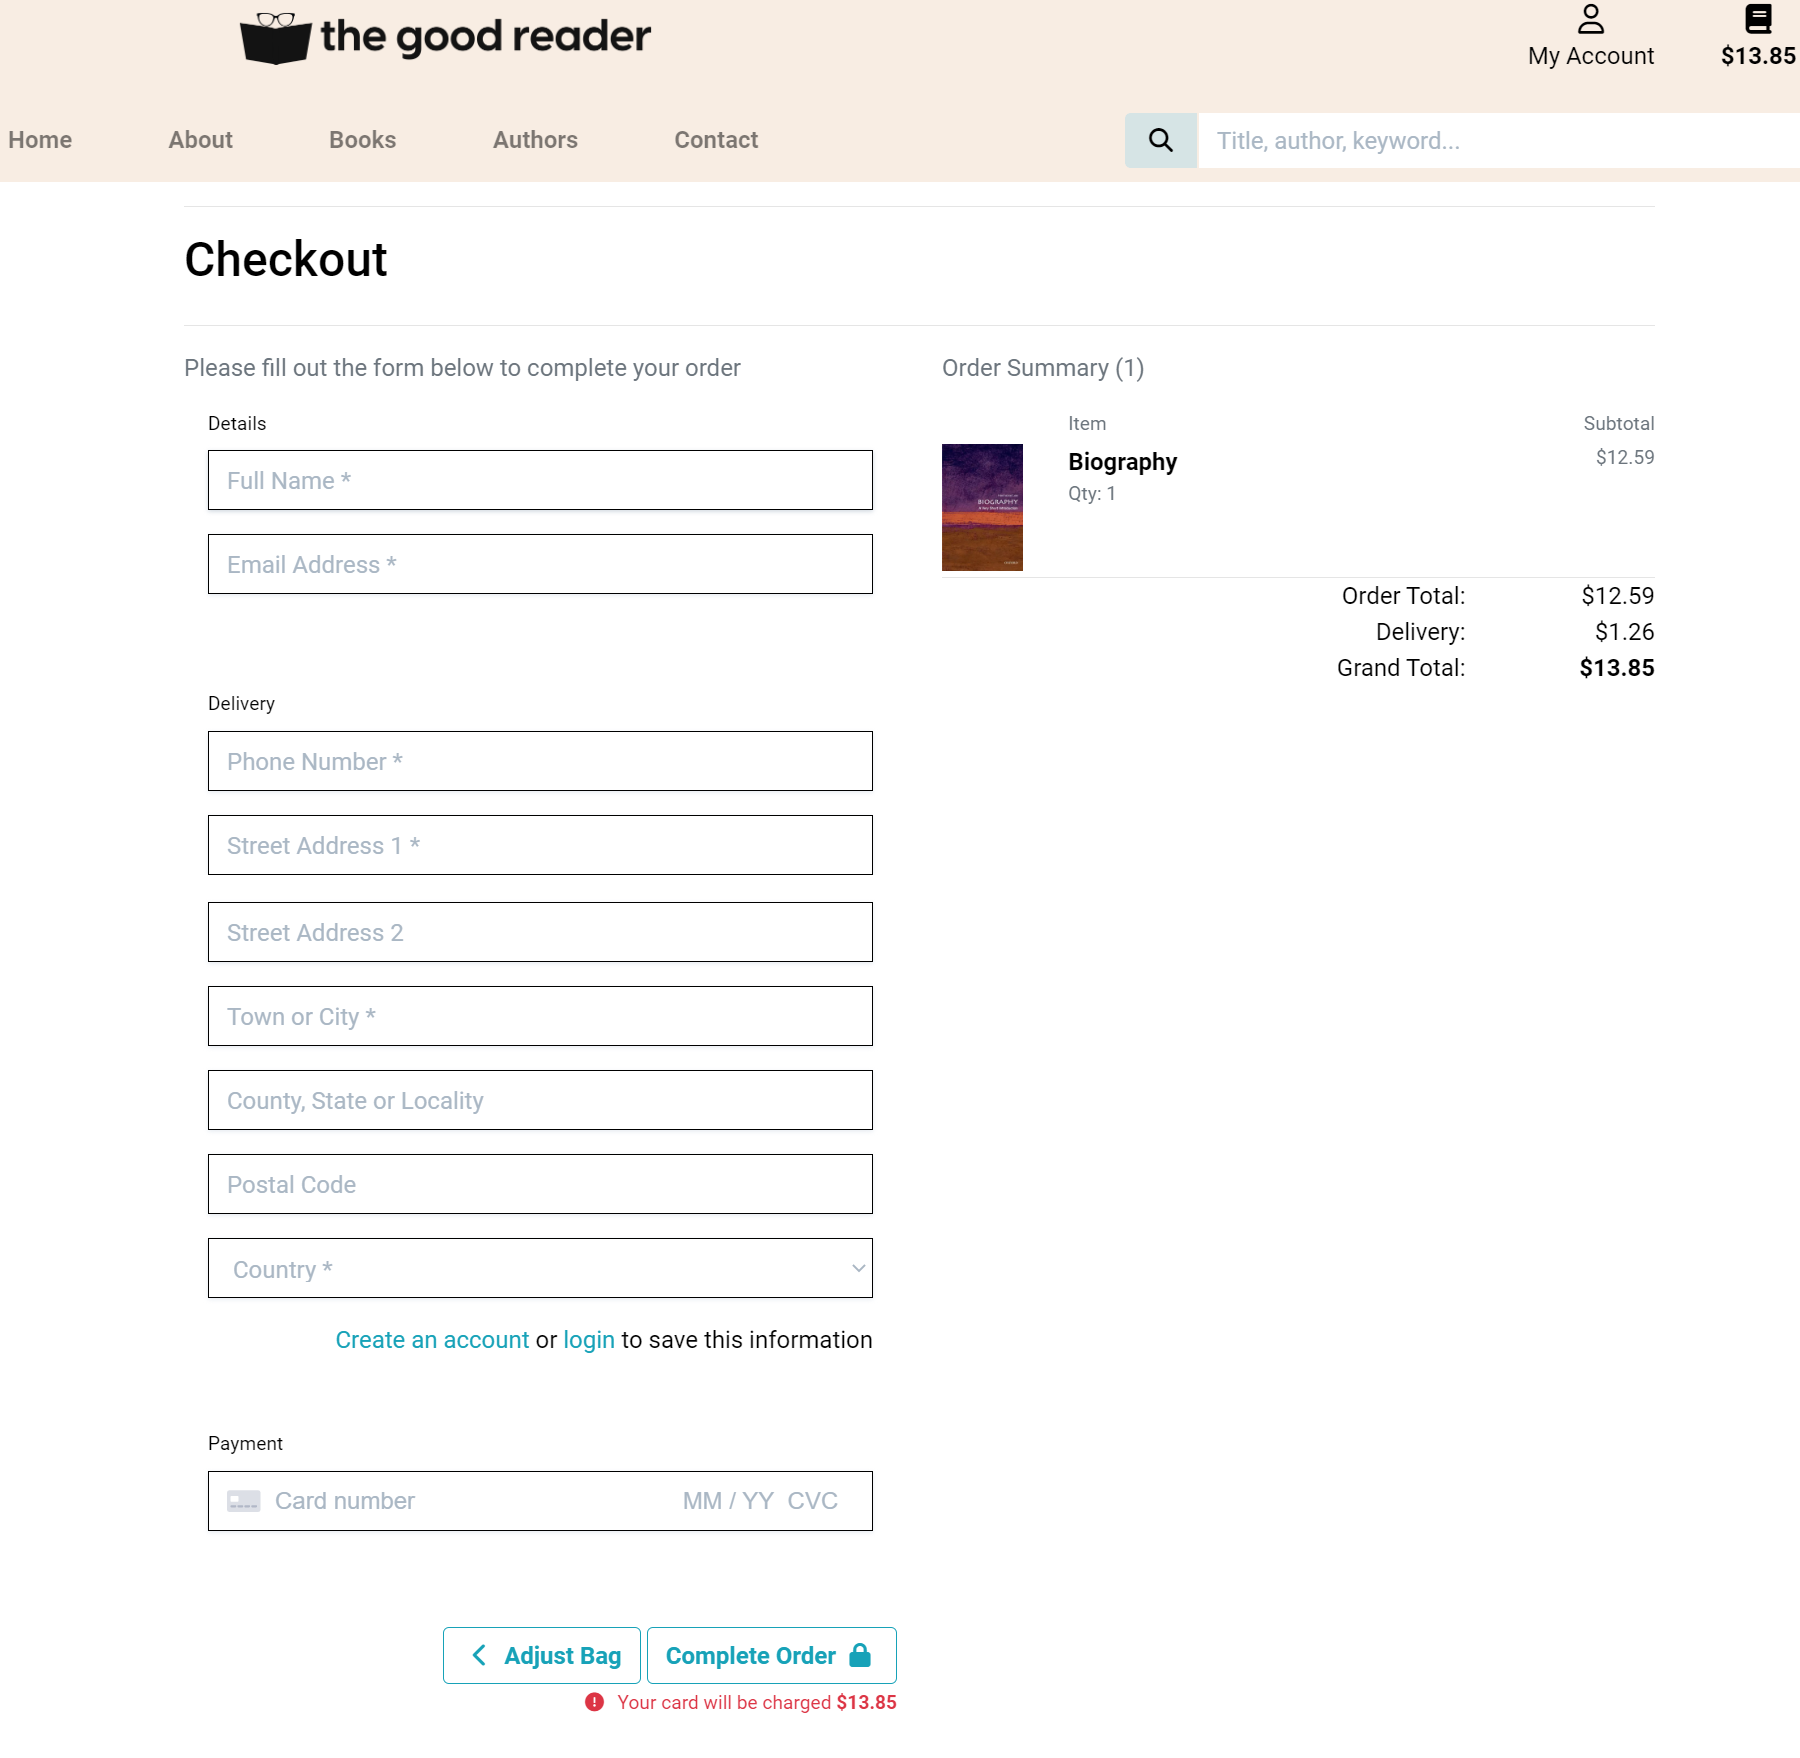 the good reader
My Account
$13.85
Home
About
Books
Authors
Contact
Title, author, keyword...
Checkout
Please fill out the form below to complete your order
Order Summary (1)
Details
Full Name *
Email Address *
Item
Subtotal
Biography
$12.59
Qty: 1
BIOGRAPHY
Order Total: $12.59
Delivery: $1.26
Grand Total: $13.85
Delivery
Phone Number *
Street Address 1 *
Street Address 2
Town or City *
County, State or Locality
Postal Code
Country *
Create an account or login to save this information
Payment
Card number MM / YY CVC
Adjust Bag
Complete Order
Your card will be charged $13.85